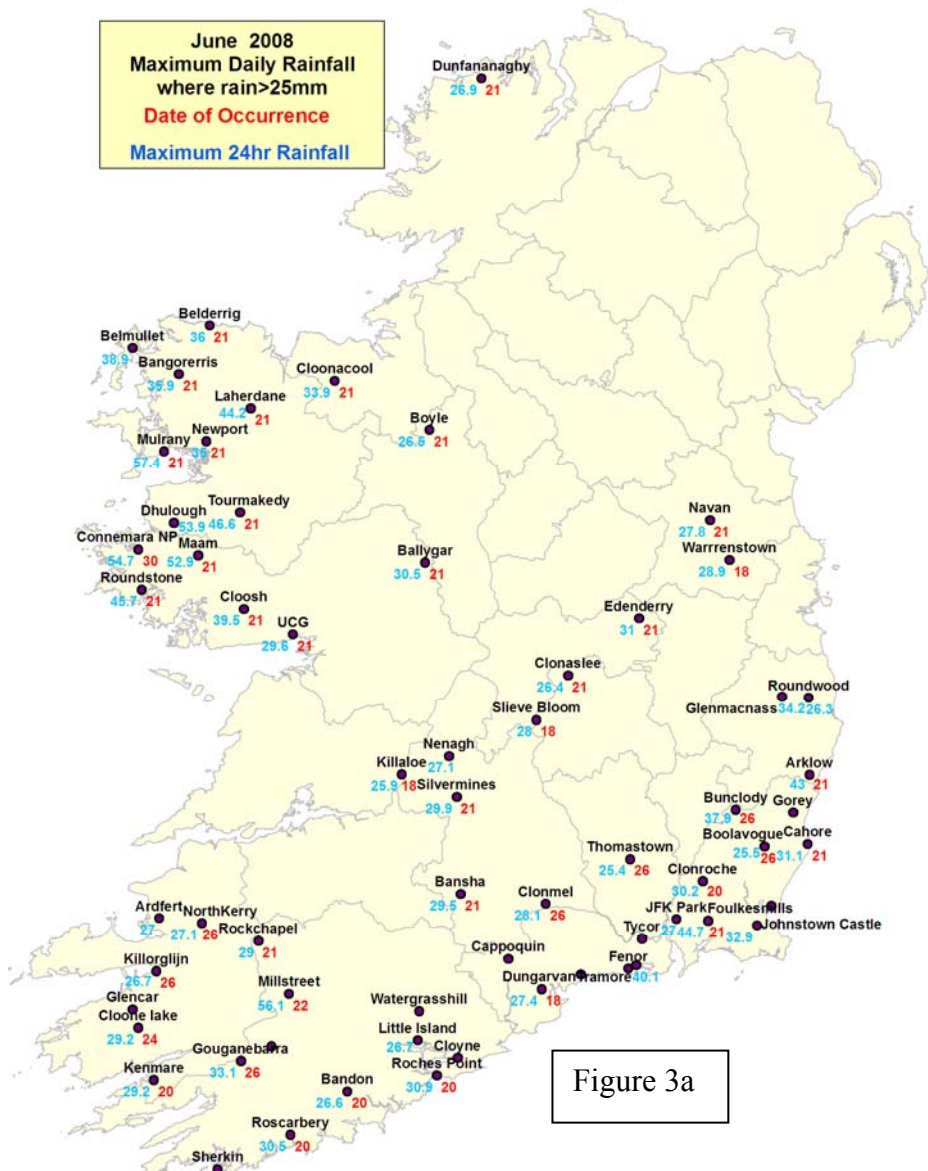 June 2008
Maximum Daily Rainfall
where rain>25mm
Date of Occurrence
Maximum 24hr Rainfall
Dunfananaghy
26.9 21
Belderrig
36 21
Belmullet
38.9
Bangorerris
35.9 21
Cloonacool
33.9 21
Laherdane
44.2 21
Boyle
26.5 21
Newport
35 21
Mulrany
57.4 21
Tourmakedy
46.6 21
Dhulough
53.9
Connemara NP
54.7 30
Maam
52.9 21
Roundstone
45.7 21
Navan
27.8 21
Warrrenstown
28.9 18
Ballygar
30.5 21
Cloosh
39.5 21
UCG
29.6 21
Edenderry
31 21
Clonaslee
26.4 21
Slieve Bloom
28 18
Roundwood
26.3
Glenmacnass
34.2
Nenagh
27.1
Killaloe
25.9 18
Silvermines
29.9 21
Arklow
43 21
Bunclody
37.9 26
Gorey
Boolavogue
25.5 26
Cahore
31.1 21
Thomastown
25.4 26
Clonroche
30.2 20
Bansha
29.5 21
Clonmel
28.1 26
JFK Park
27
Foulkesmills
44.7 21
Johnstown Castle
32.9
Ardfert
27
NorthKerry
27.1 26
Rockchapel
29 21
Tycor
Cappoquin
Fenor
40.1
Tramore
Dungarvan
27.4 18
Killorglijn
26.7 26
Millstreet
56.1 22
Glencar
Cloone lake
29.2 24
Watergrasshill
Little Island
26.7
Cloyne
Gouganebarra
33.1 26
Roches Point
30.9 20
Kenmare
29.2 20
Bandon
26.6 20
Roscarbery
30.5 20
Sherkin
Figure 3a